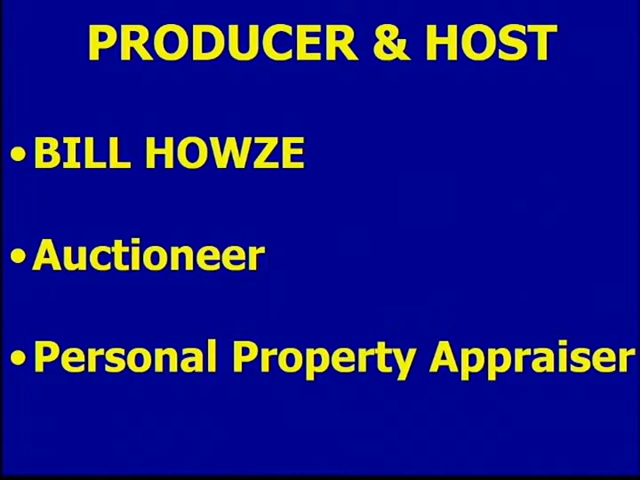 PRODUCER & HOST
•BILL HOWZE
•Auctioneer
•Personal Property Appraiser